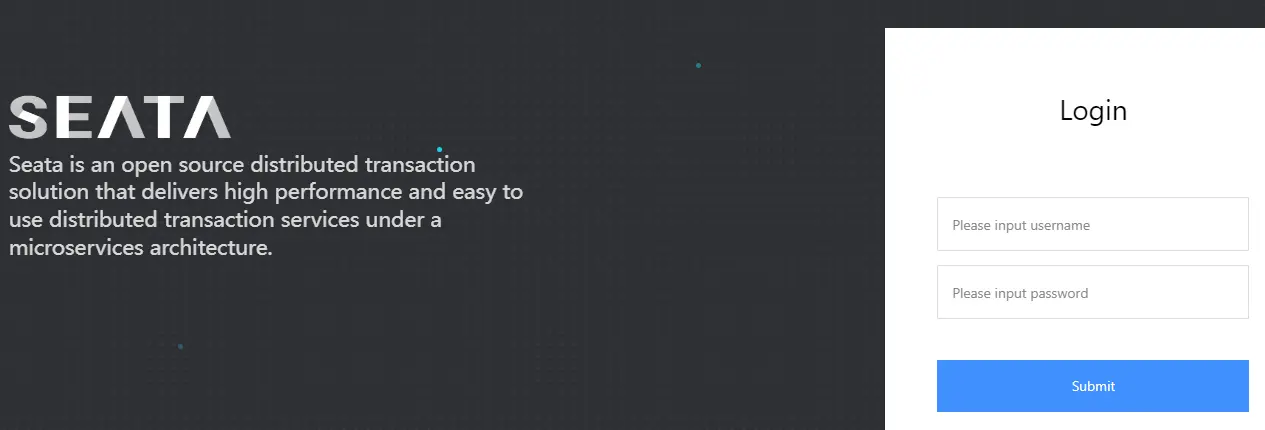 SEATA
Seata is an open source distributed transaction
solution that delivers high performance and easy to
use distributed transaction services under a
microservices architecture.
Login
Please input username
Please input password
Submit